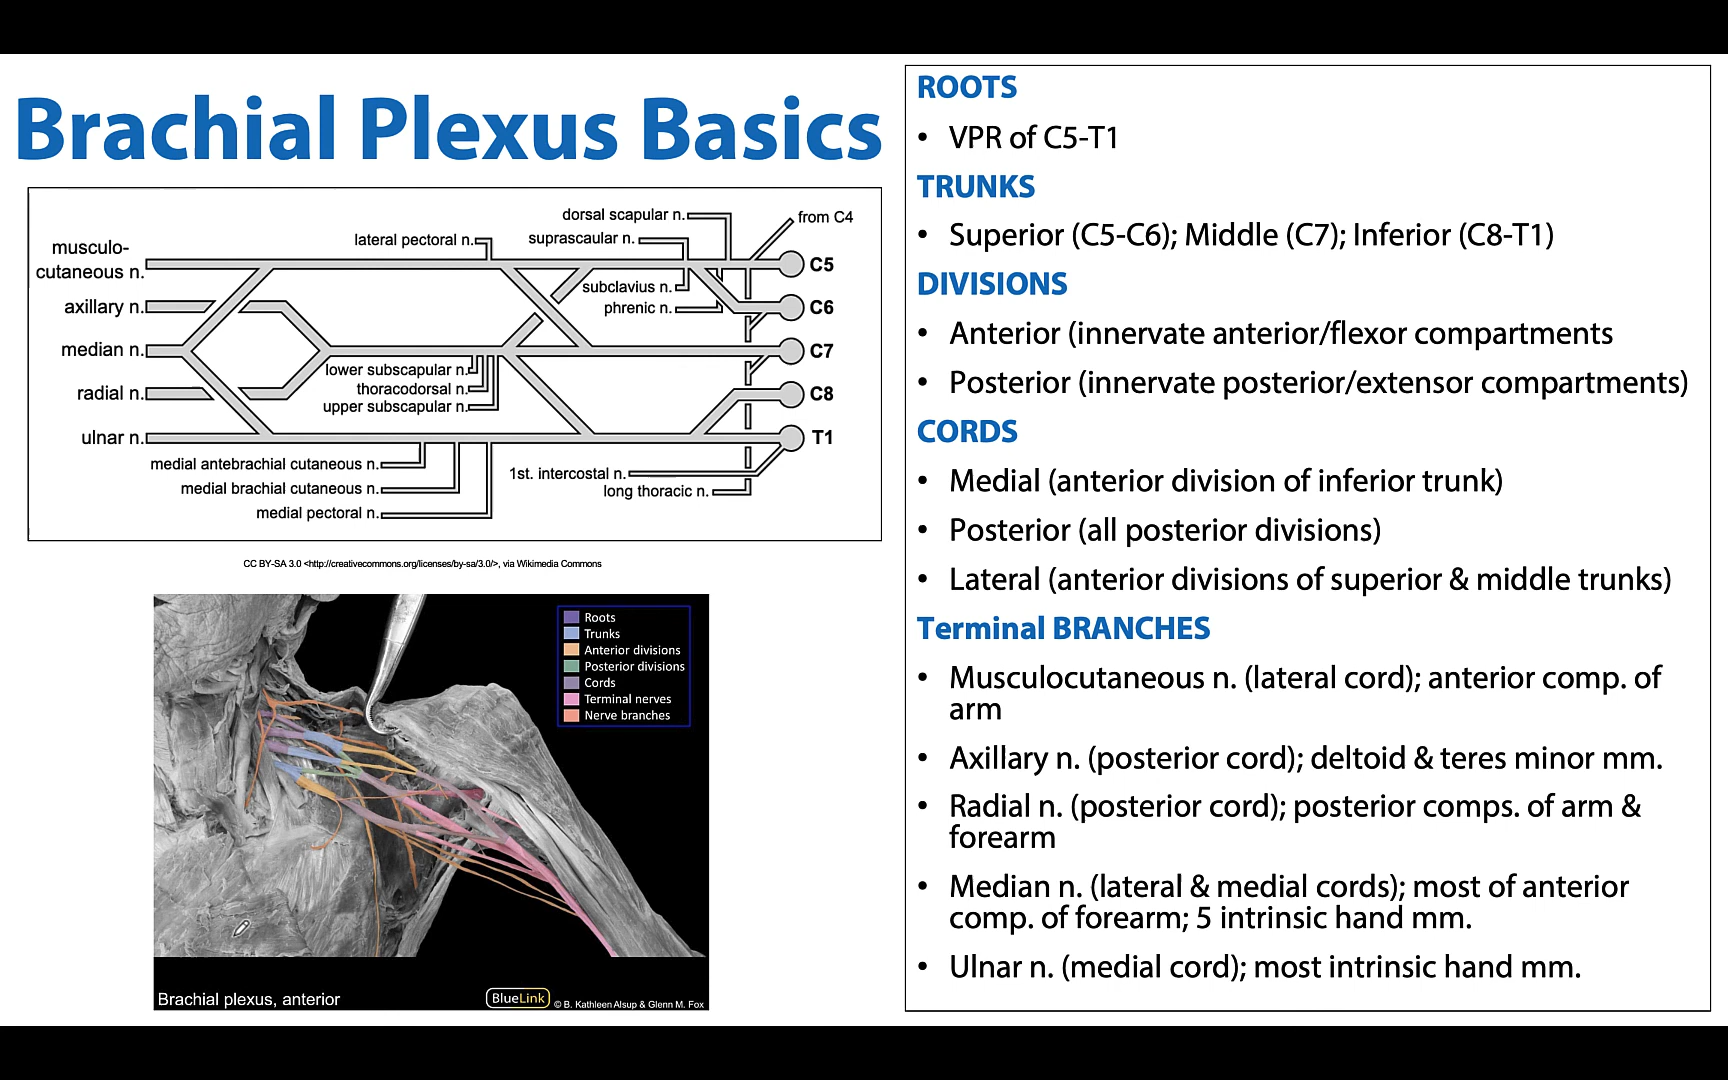 Brachial Plexus Basics
dorsal scapular n.
from C4
lateral pectoral n.
suprascaular n.
musculo-
cutaneous n.
C5
subclavius n.
axillary n.
phrenic n.
C6
median n.
C7
lower subscapular n.
thoracodorsal n.
upper subscapular n.
radial n.
C8
ulnar n.
T1
medial antebrachial cutaneous n.
1st. intercostal n.
medial brachial cutaneous n.
long thoracic n.
medial pectoral n.
CC BY-SA 3.0 <http://creativecommons.org/licenses/by-sa/3.0/>, via Wikimedia Commons
Roots
Trunks
Anterior divisions
Posterior divisions
Cords
Terminal nerves
Nerve branches
Brachial plexus, anterior
BlueLink
© B. Kathleen Alsup & Glenn M. Fox
ROOTS
• VPR of C5-T1
TRUNKS
• Superior (C5-C6); Middle (C7); Inferior (C8-T1)
DIVISIONS
• Anterior (innervate anterior/flexor compartments
• Posterior (innervate posterior/extensor compartments)
CORDS
• Medial (anterior division of inferior trunk)
• Posterior (all posterior divisions)
• Lateral (anterior divisions of superior & middle trunks)
Terminal BRANCHES
• Musculocutaneous n. (lateral cord); anterior comp. of
arm
• Axillary n. (posterior cord); deltoid & teres minor mm.
• Radial n. (posterior cord); posterior comps. of arm &
forearm
• Median n. (lateral & medial cords); most of anterior
comp. of forearm; 5 intrinsic hand mm.
• Ulnar n. (medial cord); most intrinsic hand mm.